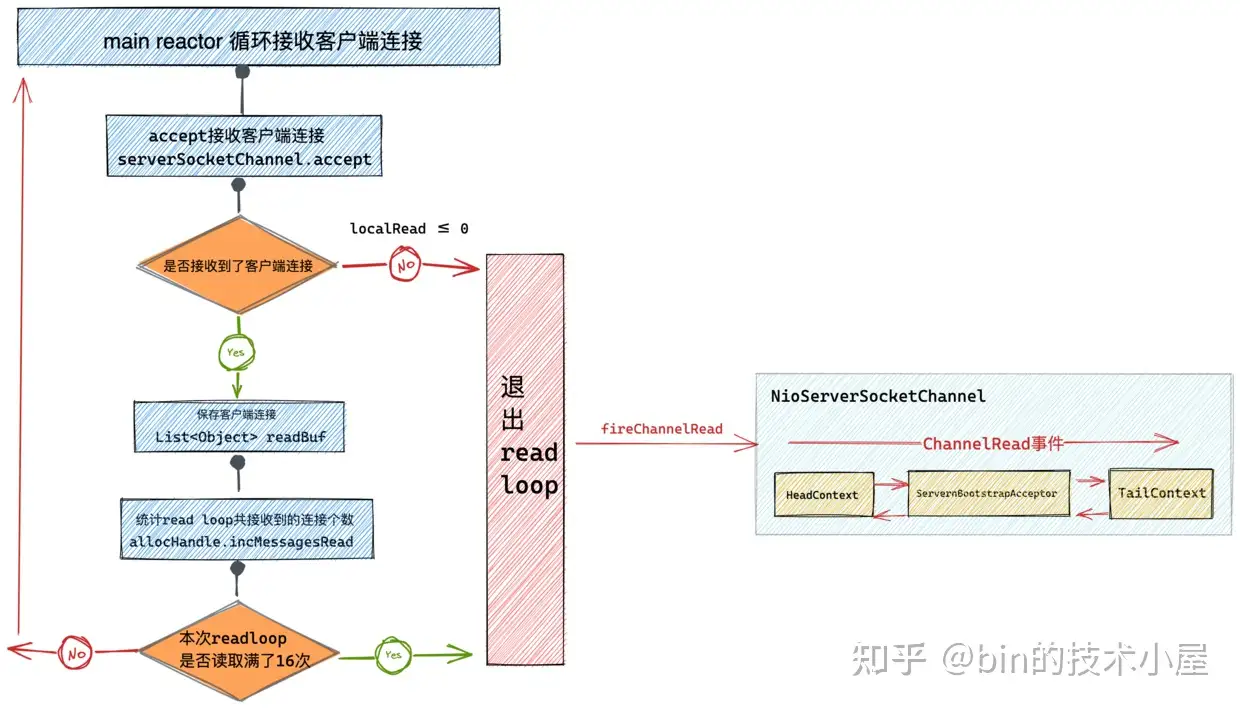 main reactor 循环接收客户端连接
accept接收客户端连接
serverSocketChannel.accept
是否接收到了客户端连接
localRead ≤ 0
No
Yes
保存客户端连接
List<Object> readBuf
统计read loop共接收到的连接个数
allocHandle.incMessagesRead
本次readloop
是否读取满了16次
No
Yes
退
出
read
loop
fireChannelRead
NioServerSocketChannel
ChannelRead事件
HeadContext
ServernBootstrapAcceptor
TailContext
知乎 @bin的技术小屋